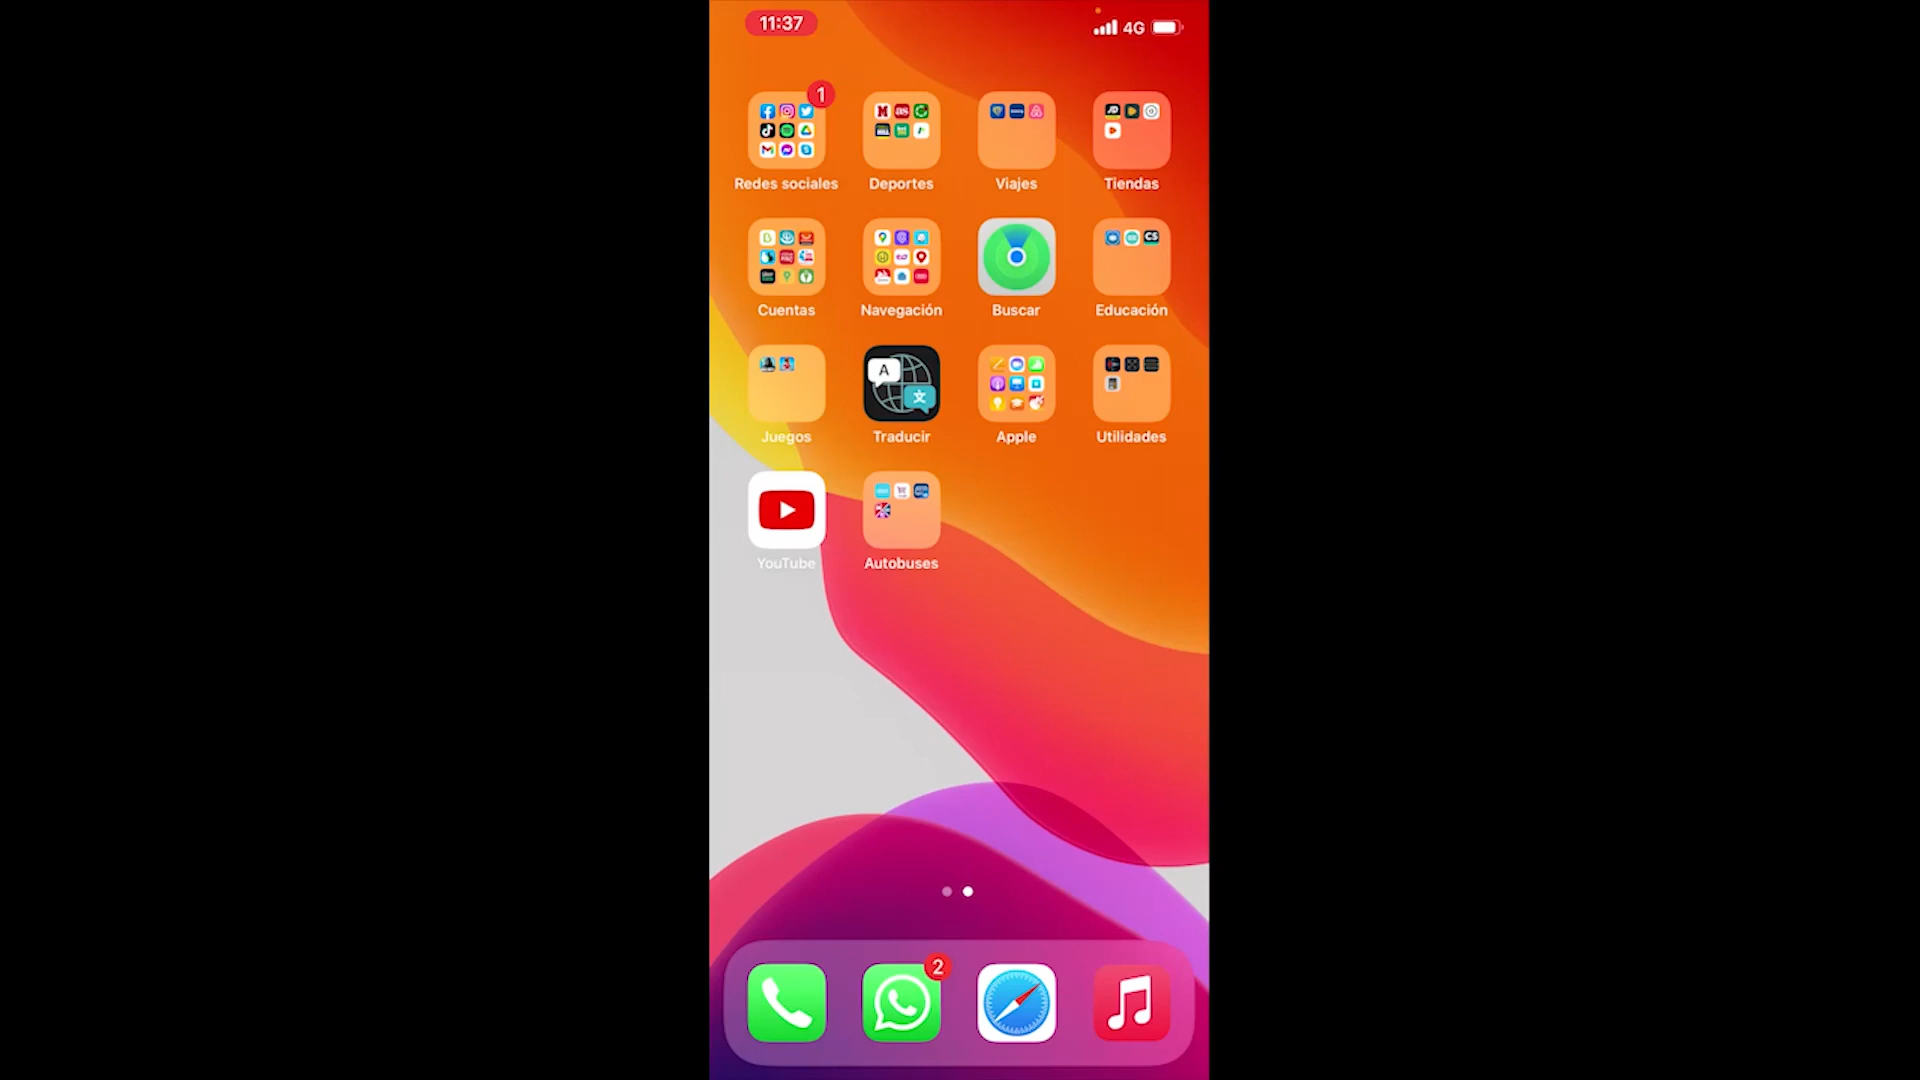 11:37
4G
1
Redes sociales
Deportes
Viajes
Tiendas
Cuentas
Navegación
Buscar
Educación
Juegos
Traducir
Apple
Utilidades
YouTube
Autobuses
2